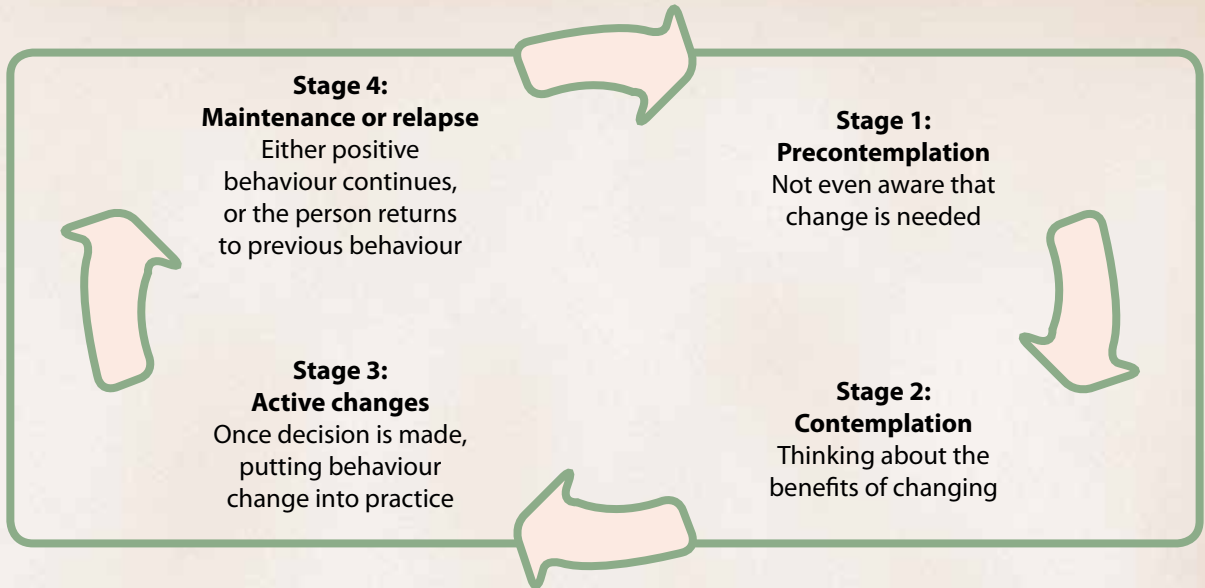 Stage 4:
Maintenance or relapse
Either positive
behaviour continues,
or the person returns
to previous behaviour
Stage 1:
Precontemplation
Not even aware that
change is needed
Stage 3:
Active changes
Once decision is made,
putting behaviour
change into practice
Stage 2:
Contemplation
Thinking about the
benefits of changing